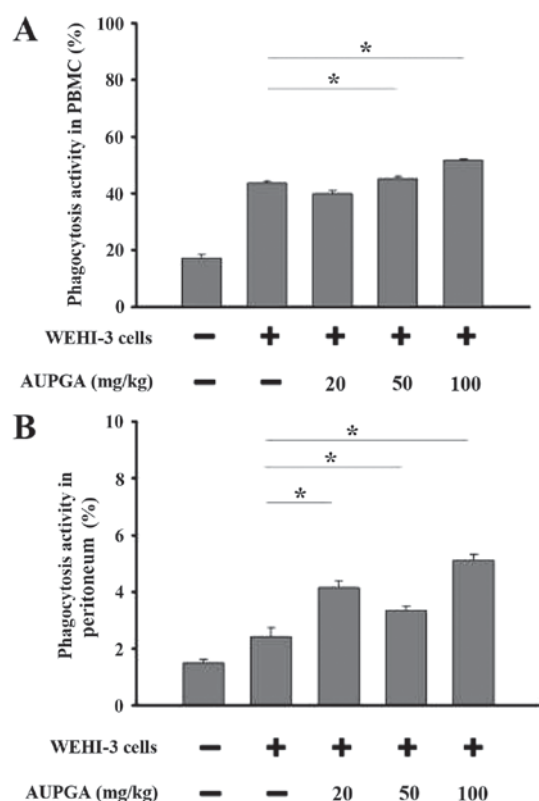 A
Phagocytosis activity in PBMC (%)
100
80
60
40
20
0
*
*
WEHI-3 cells − + + + +
AUPGA (mg/kg) − − 20 50 100
B
Phagocytosis activity in
peritoneum (%)
10
8
6
4
2
0
*
*
*
WEHI-3 cells − + + + +
AUPGA (mg/kg) − − 20 50 100